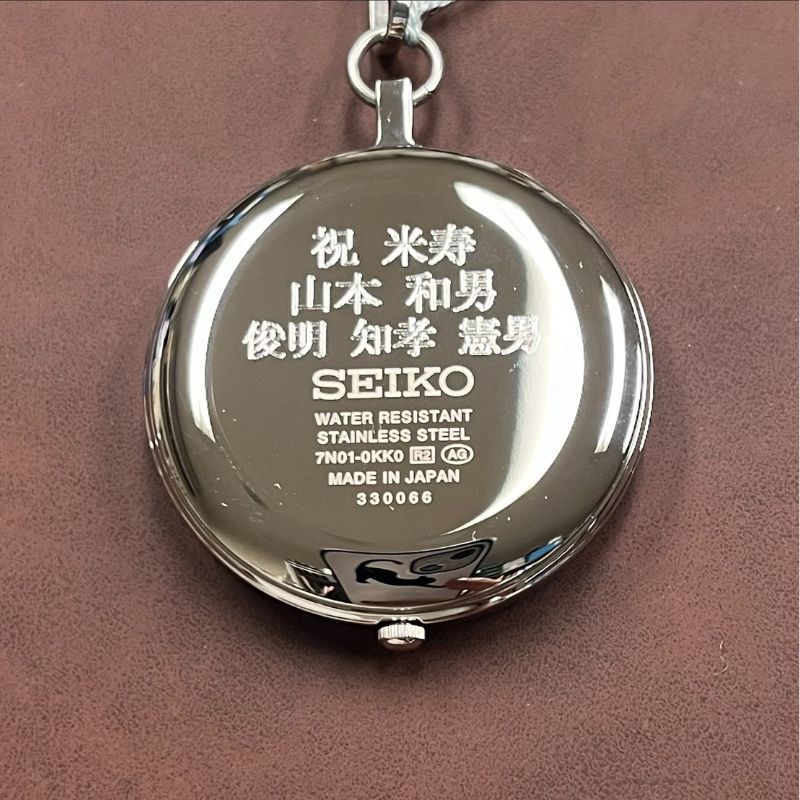 祝 米寿
山本 和男
俊明 知孝 憲男
SEIKO
WATER RESISTANT
STAINLESS STEEL
7N01-0KK0 R2 AG
MADE IN JAPAN
330066